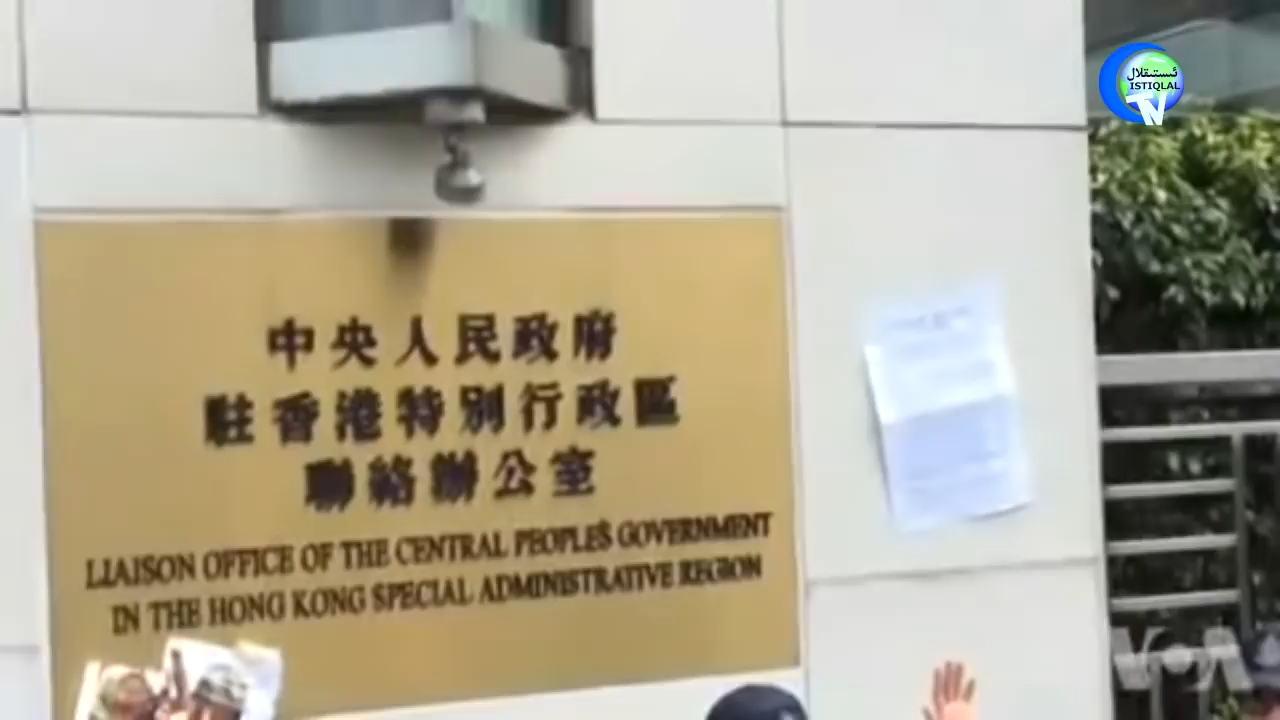 ئىستىقلال
ISTIQLAL
TV
中央人民政府
駐香港特別行政區
聯絡辦公室
LIAISON OFFICE OF THE CENTRAL PEOPLE'S GOVERNMENT
IN THE HONG KONG SPECIAL ADMINISTRATIVE REGION
VOA